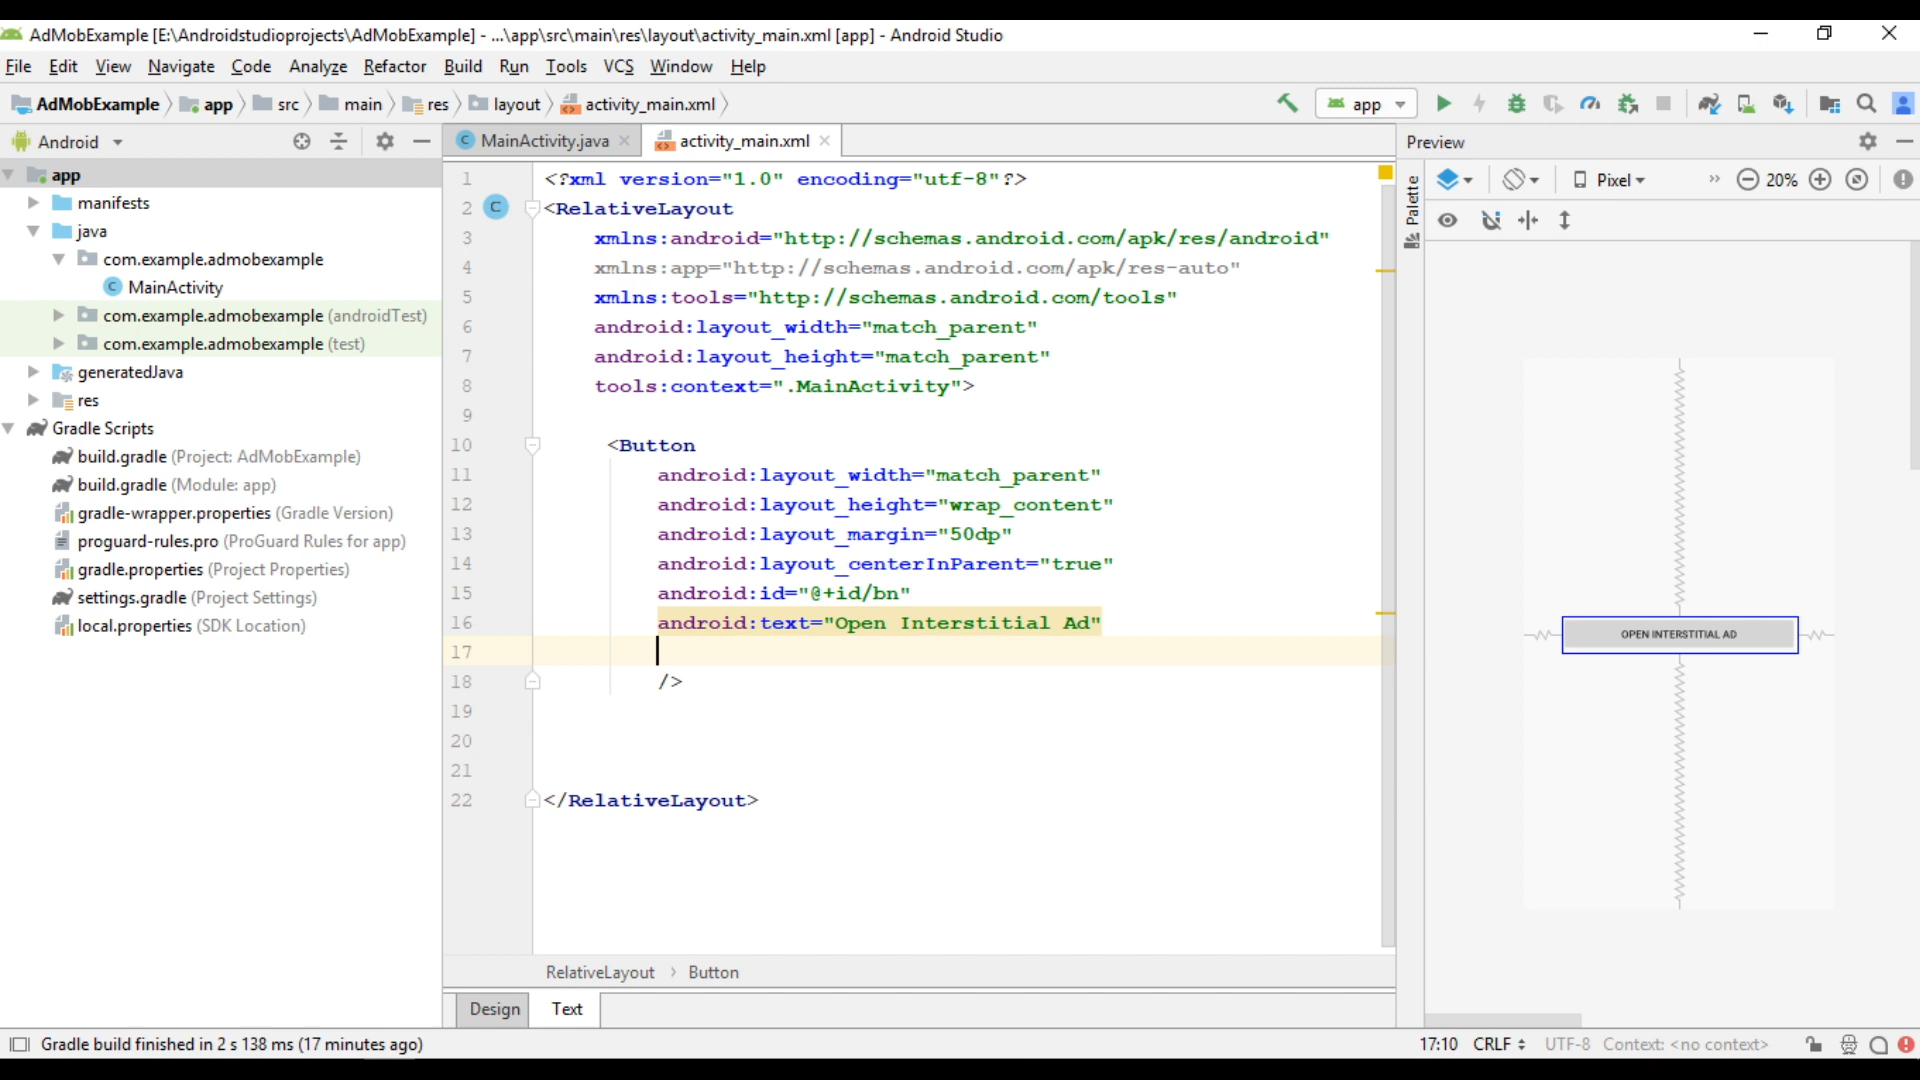 AdMobExample [E:\Androidstudioprojects\AdMobExample] - ...\app\src\main\res\layout\activity_main.xml [app] - Android Studio
File Edit View Navigate Code Analyze Refactor Build Run Tools VCS Window Help
AdMobExample app src main res layout activity_main.xml app
Android MainActivity.java activity_main.xml Preview
app
manifests
java
com.example.admobexample
MainActivity
com.example.admobexample (androidTest)
com.example.admobexample (test)
generatedJava
res
Gradle Scripts
build.gradle (Project: AdMobExample)
build.gradle (Module: app)
gradle-wrapper.properties (Gradle Version)
proguard-rules.pro (ProGuard Rules for app)
gradle.properties (Project Properties)
settings.gradle (Project Settings)
local.properties (SDK Location)
1 <?xml version="1.0" encoding="utf-8"?>
2 C <RelativeLayout
3 xmlns:android="http://schemas.android.com/apk/res/android"
4 xmlns:app="http://schemas.android.com/apk/res-auto"
5 xmlns:tools="http://schemas.android.com/tools"
6 android:layout_width="match_parent"
7 android:layout_height="match_parent"
8 tools:context=".MainActivity">
9
10 <Button
11 android:layout_width="match_parent"
12 android:layout_height="wrap_content"
13 android:layout_margin="50dp"
14 android:layout_centerInParent="true"
15 android:id="@+id/bn"
16 android:text="Open Interstitial Ad"
17
18 />
19
20
21
22 </RelativeLayout>
RelativeLayout › Button
Design Text
Palette
Pixel » 20%
OPEN INTERSTITIAL AD
Gradle build finished in 2 s 138 ms (17 minutes ago) 17:10 CRLF UTF-8 Context: <no context>